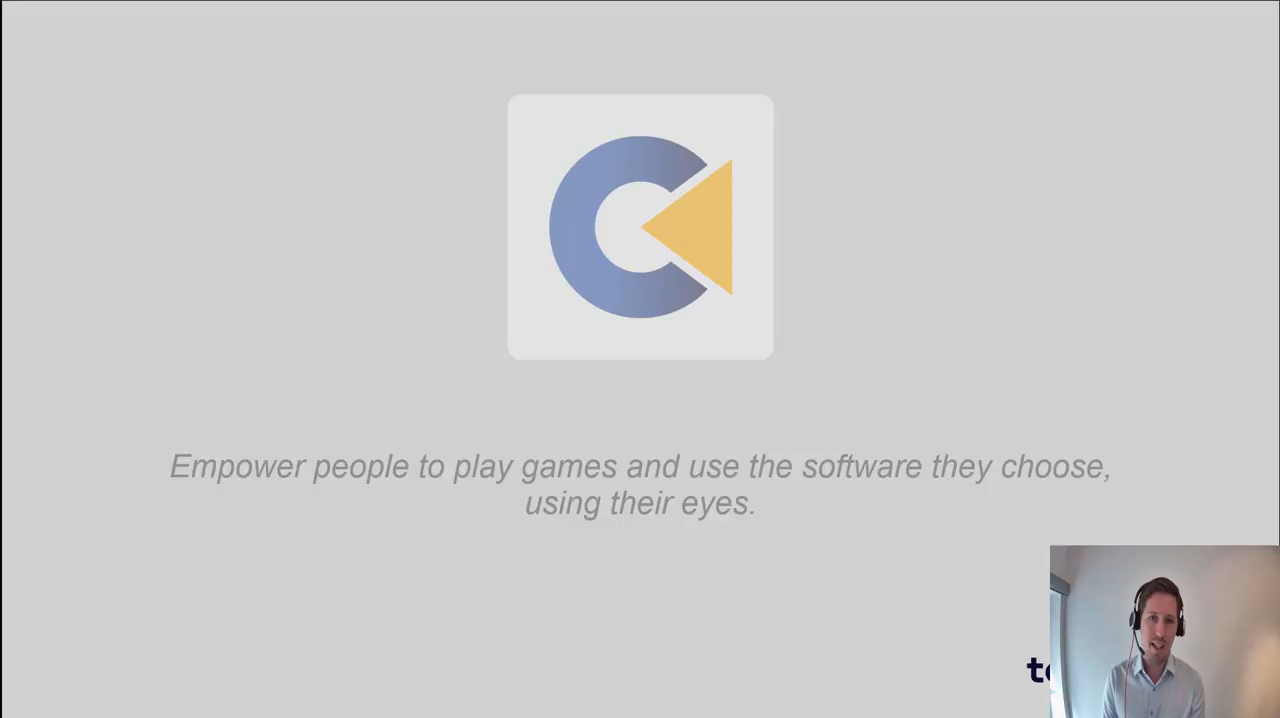 Empower people to play games and use the software they choose,
using their eyes.